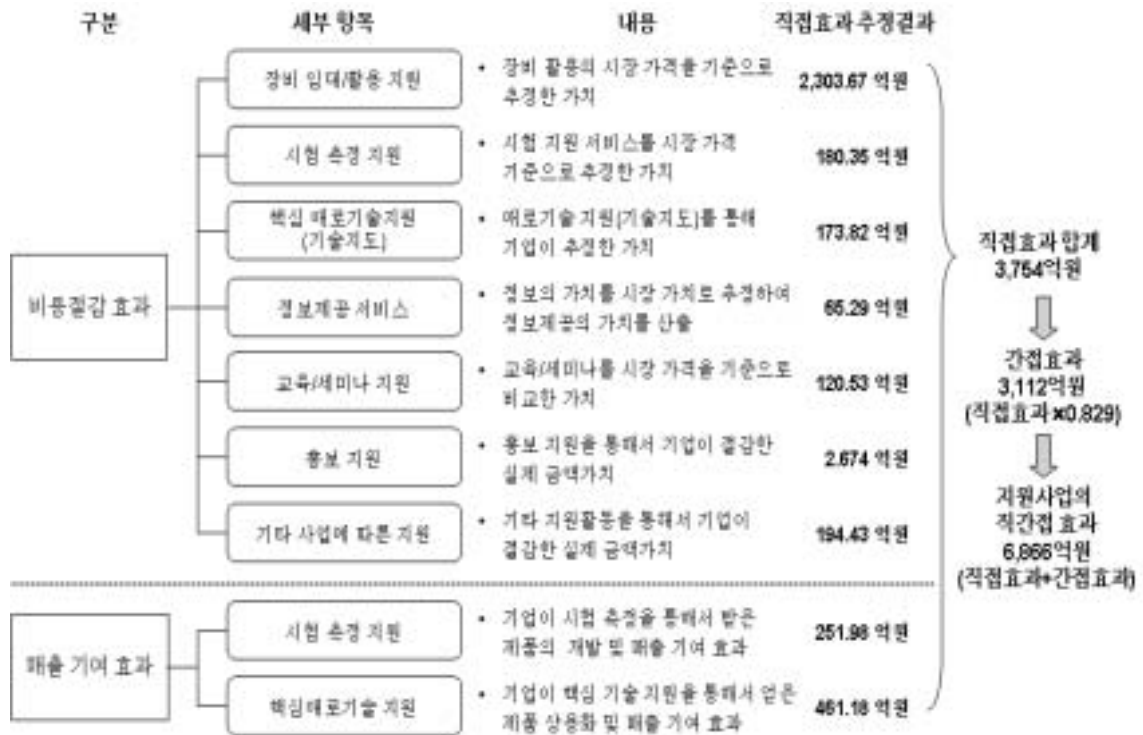 구분 세부 항목 내용 직접효과 추정결과
비용절감 효과
장비 임대/활용 지원
• 장비 활용의 시장 가격을 기준으로
추정한 가치
2,303.67 억원
시험 측정 지원
• 시험 지원 서비스를 시장 가격
기준으로 추정한 가치
180.35 억원
핵심 애로기술지원
(기술지도)
• 애로기술 지원(기술지도)를 통해
기업이 추정한 가치
173.82 억원
정보제공 서비스
• 정보의 가치를 시장 가치로 추정하여
정보제공의 가치를 산출
65.29 억원
교육/세미나 지원
• 교육/세미나를 시장 가격을 기준으로
비교한 가치
120.53 억원
홍보 지원
• 홍보 지원을 통해서 기업이 절감한
실제 금액가치
2.674 억원
기타 사업에 따른 지원
• 기타 지원활동을 통해서 기업이
절감한 실제 금액가치
194.43 억원
매출 기여 효과
시험 측정 지원
• 기업이 시험 측정을 통해서 받은
제품의 개발 및 매출 기여 효과
251.98 억원
핵심애로기술 지원
• 기업이 핵심 기술 지원을 통해서 얻은
제품 상용화 및 매출 기여 효과
461.18 억원
직접효과 합계
3,754억원
간접효과
3,112억원
(직접효과 ×0.829)
지원사업의
직간접 효과
6,866억원
(직접효과+간접효과)